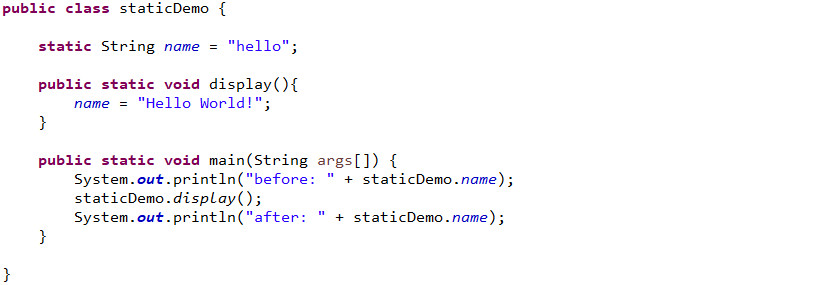 public class staticDemo {
static String name = "hello";
public static void display(){
name = "Hello World!";
}
public static void main(String args[]) {
System.out.println("before: " + staticDemo.name);
staticDemo.display();
System.out.println("after: " + staticDemo.name);
}
}